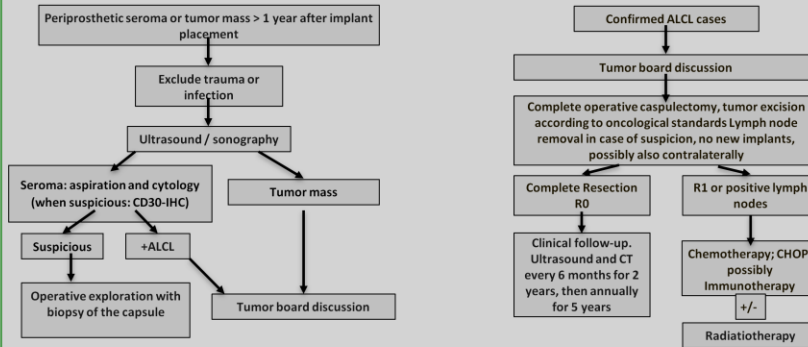 Periprosthetic seroma or tumor mass > 1 year after implant
placement
Exclude trauma or
infection
Ultrasound / sonography
Seroma: aspiration and cytology
(when suspicious: CD30-IHC)
Tumor mass
Suspicious
+ALCL
Operative exploration with
biopsy of the capsule
Tumor board discussion
Confirmed ALCL cases
Tumor board discussion
Complete operative caspulectomy, tumor excision
according to oncological standards Lymph node
removal in case of suspicion, no new implants,
possibly also contralaterally
Complete Resection
R0
R1 or positive lymph
nodes
Clinical follow-up.
Ultrasound and CT
every 6 months for 2
years, then annually
for 5 years
Chemotherapy; CHOP
possibly
Immunotherapy
+/-
Radiatiotherapy